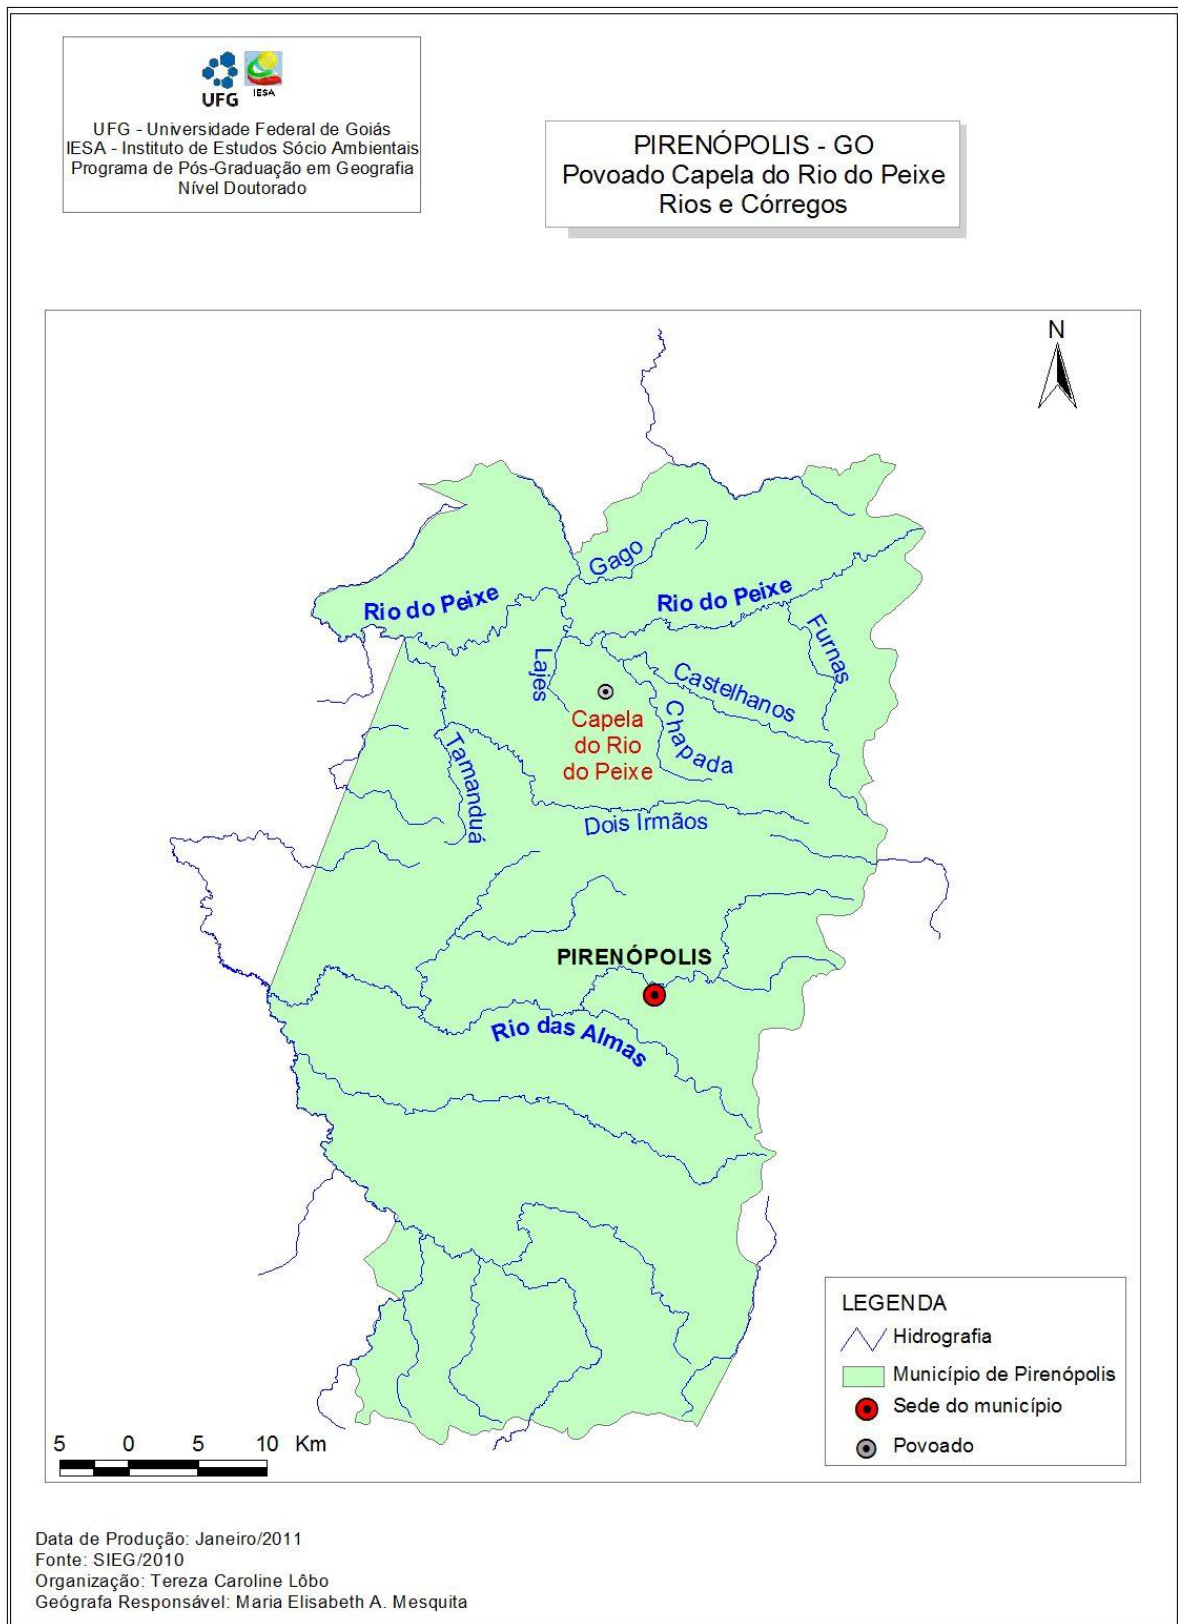 UFG
IESA
UFG - Universidade Federal de Goiás
IESA - Instituto de Estudos Sócio Ambientais
Programa de Pós-Graduação em Geografia
Nível Doutorado
PIRENÓPOLIS - GO
Povoado Capela do Rio do Peixe
Rios e Córregos
N
Gago
Rio do Peixe
Rio do Peixe
Furnas
Lajes
Castelhanos
Chapada
Capela
do Rio
do Peixe
Tamanduá
Dois Irmãos
PIRENÓPOLIS
Rio das Almas
LEGENDA
Hidrografia
Município de Pirenópolis
Sede do município
Povoado
5 0 5 10 Km
Data de Produção: Janeiro/2011
Fonte: SIEG/2010
Organização: Tereza Caroline Lôbo
Geógrafa Responsável: Maria Elisabeth A. Mesquita